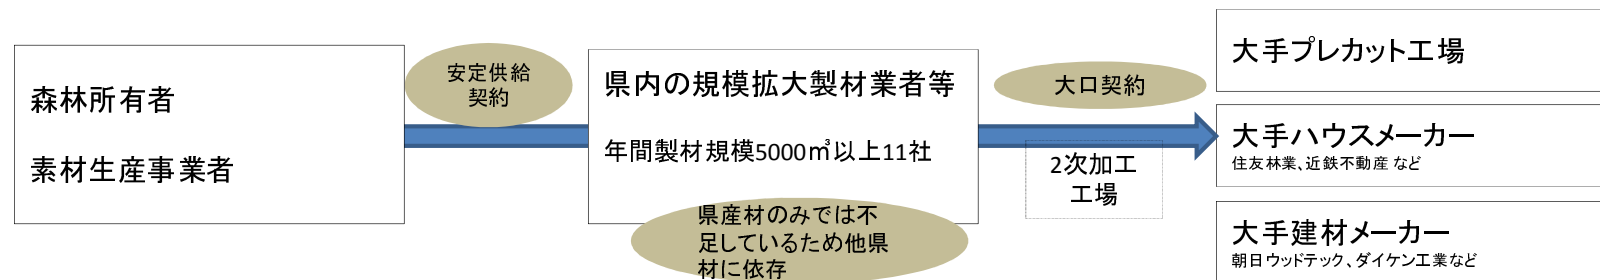 森林所有者
素材生産事業者
安定供給
契約
県内の規模拡大製材業者等
年間製材規模5000㎥以上11社
県産材のみでは不
足しているため他県
材に依存
大口契約
2次加工
工場
大手プレカット工場
大手ハウスメーカー
住友林業、近鉄不動産 など
大手建材メーカー
朝日ウッドテック、ダイケン工業など